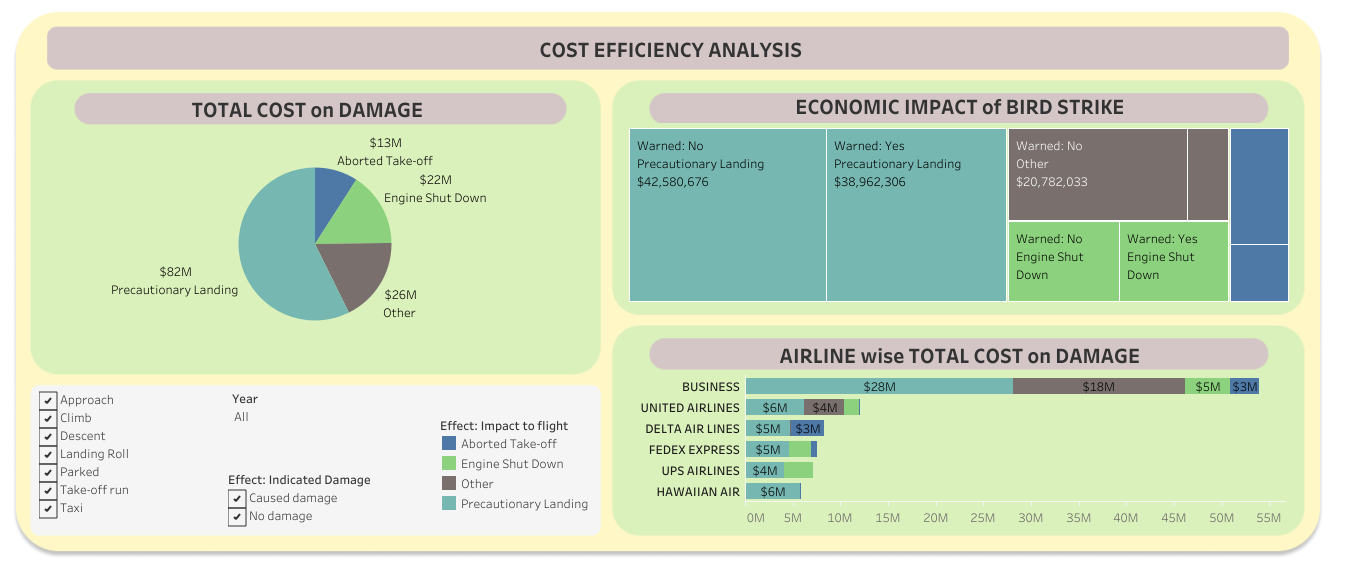 COST EFFICIENCY ANALYSIS
TOTAL COST on DAMAGE
$13M
Aborted Take-off
$22M
Engine Shut Down
$82M
Precautionary Landing
$26M
Other
ECONOMIC IMPACT of BIRD STRIKE
Warned: No
Precautionary Landing
$42,580,676
Warned: Yes
Precautionary Landing
$38,962,306
Warned: No
Other
$20,782,033
Warned: No
Engine Shut
Down
Warned: Yes
Engine Shut
Down
Approach
Climb
Descent
Landing Roll
Parked
Take-off run
Taxi
Year
All
Effect: Indicated Damage
Caused damage
No damage
Effect: Impact to flight
Aborted Take-off
Engine Shut Down
Other
Precautionary Landing
AIRLINE wise TOTAL COST on DAMAGE
BUSINESS $28M $18M $5M $3M
UNITED AIRLINES $6M $4M
DELTA AIR LINES $5M $3M
FEDEX EXPRESS $5M
UPS AIRLINES $4M
HAWAIIAN AIR $6M
0M 5M 10M 15M 20M 25M 30M 35M 40M 45M 50M 55M